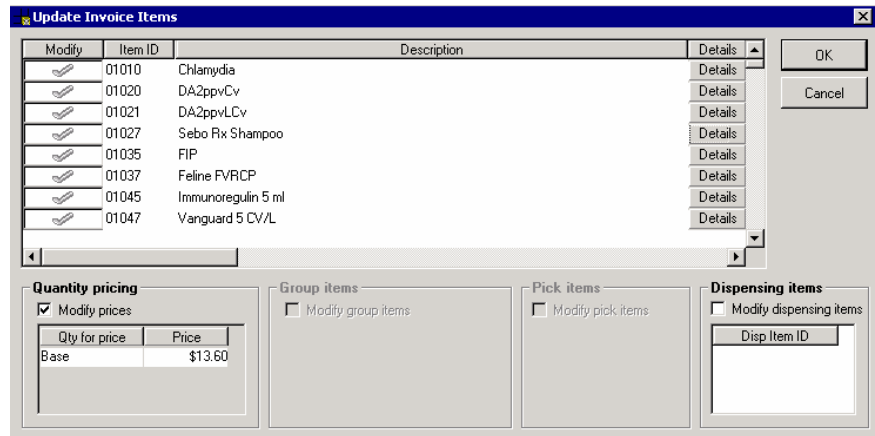 Update Invoice Items
Modify Item ID Description Details
01010 Chlamydia Details
01020 DA2ppvCv Details
01021 DA2ppvLCv Details
01027 Sebo Rx Shampoo Details
01035 FIP Details
01037 Feline FVRCP Details
01045 Immunoregulin 5 ml Details
01047 Vanguard 5 CV/L Details
OK
Cancel
Quantity pricing
Modify prices
Qty for price Price
Base $13.60
Group items
Modify group items
Pick items
Modify pick items
Dispensing items
Modify dispensing items
Disp Item ID